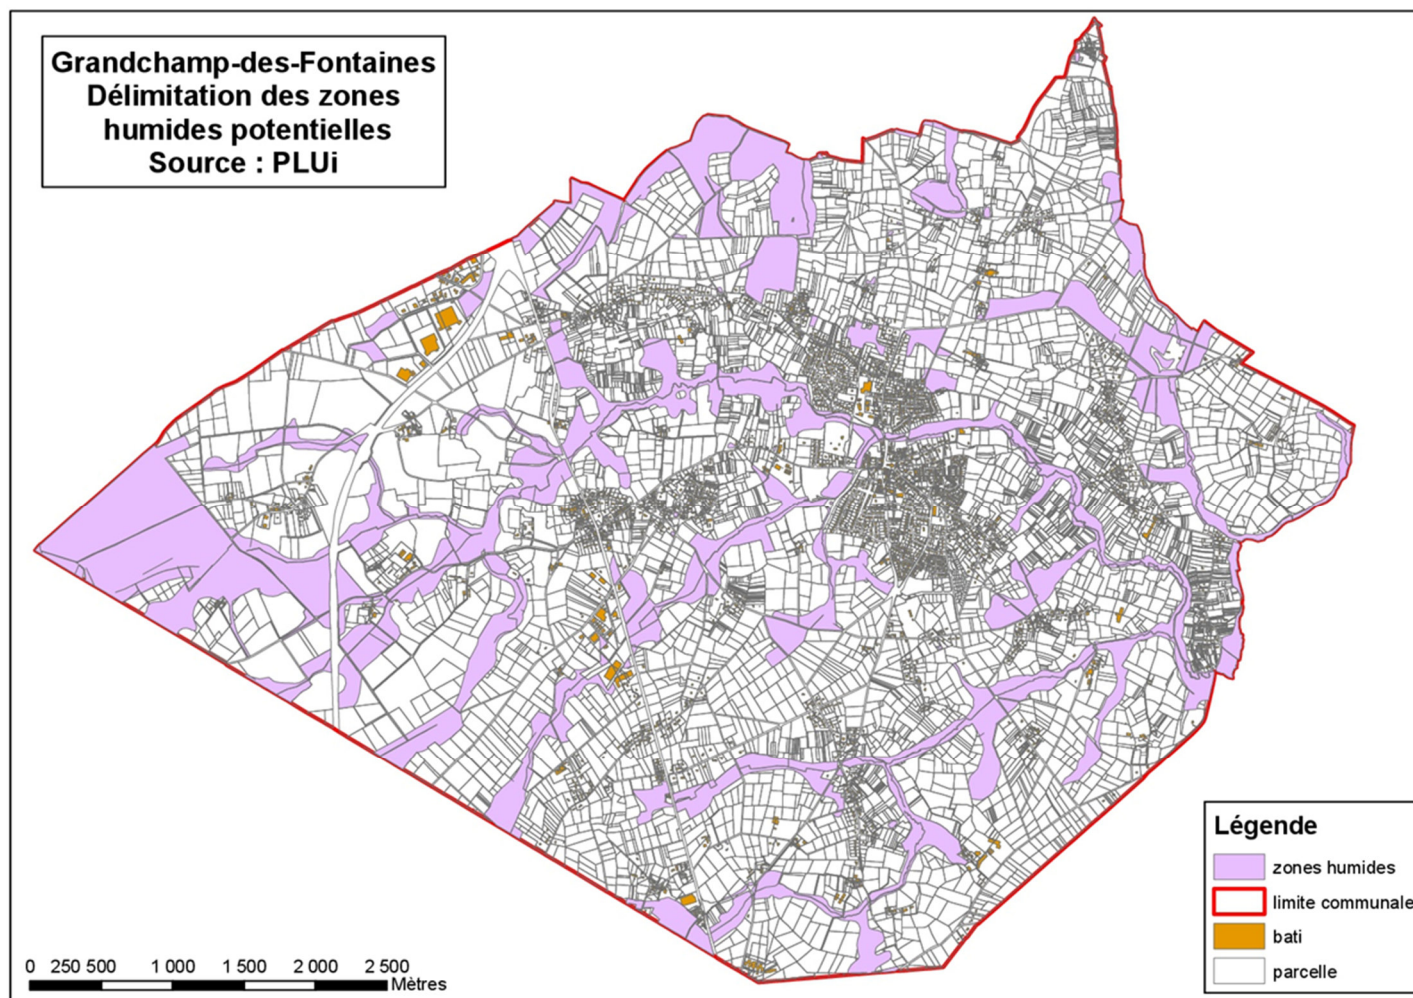 Grandchamp-des-Fontaines
Délimitation des zones
humides potentielles
Source : PLUi
Légende
zones humides
limite communale
bati
parcelle
0 250 500 1 000 1 500 2 000 2 500
Mètres